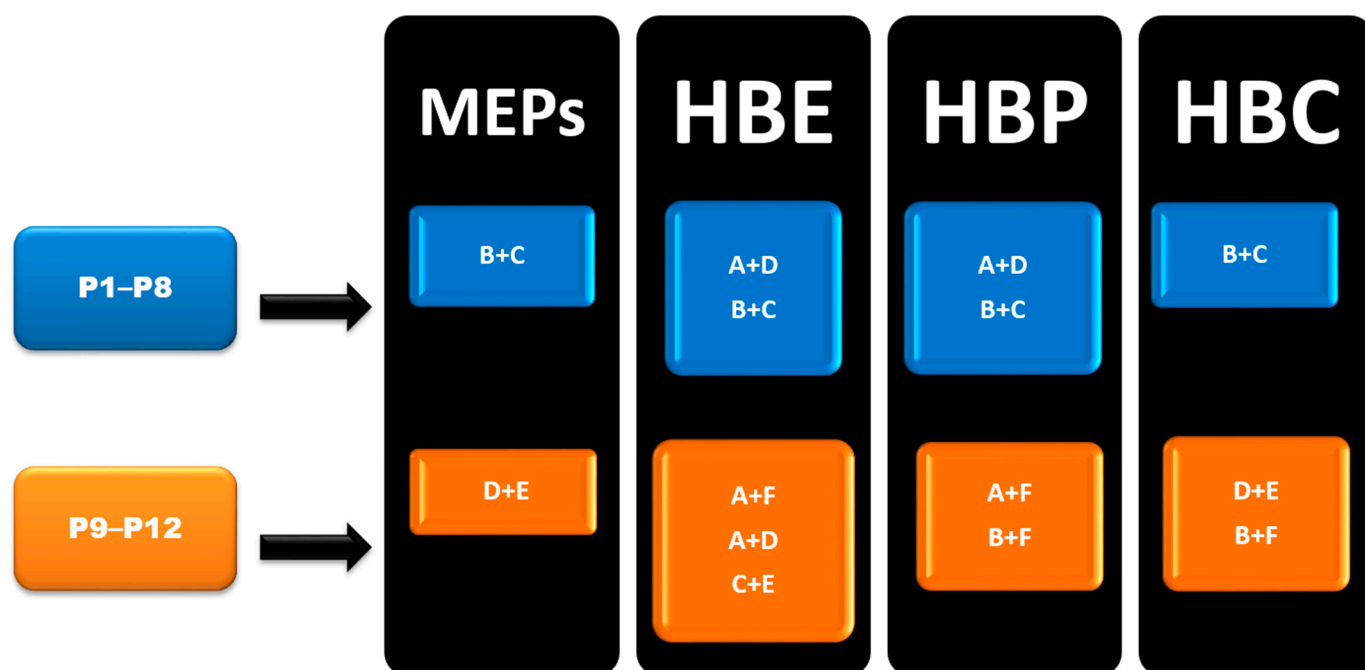 MEPs
HBE
HBP
HBC
P1–P8
B+C
A+D
B+C
A+D
B+C
B+C
P9–P12
D+E
A+F
A+D
C+E
A+F
B+F
D+E
B+F